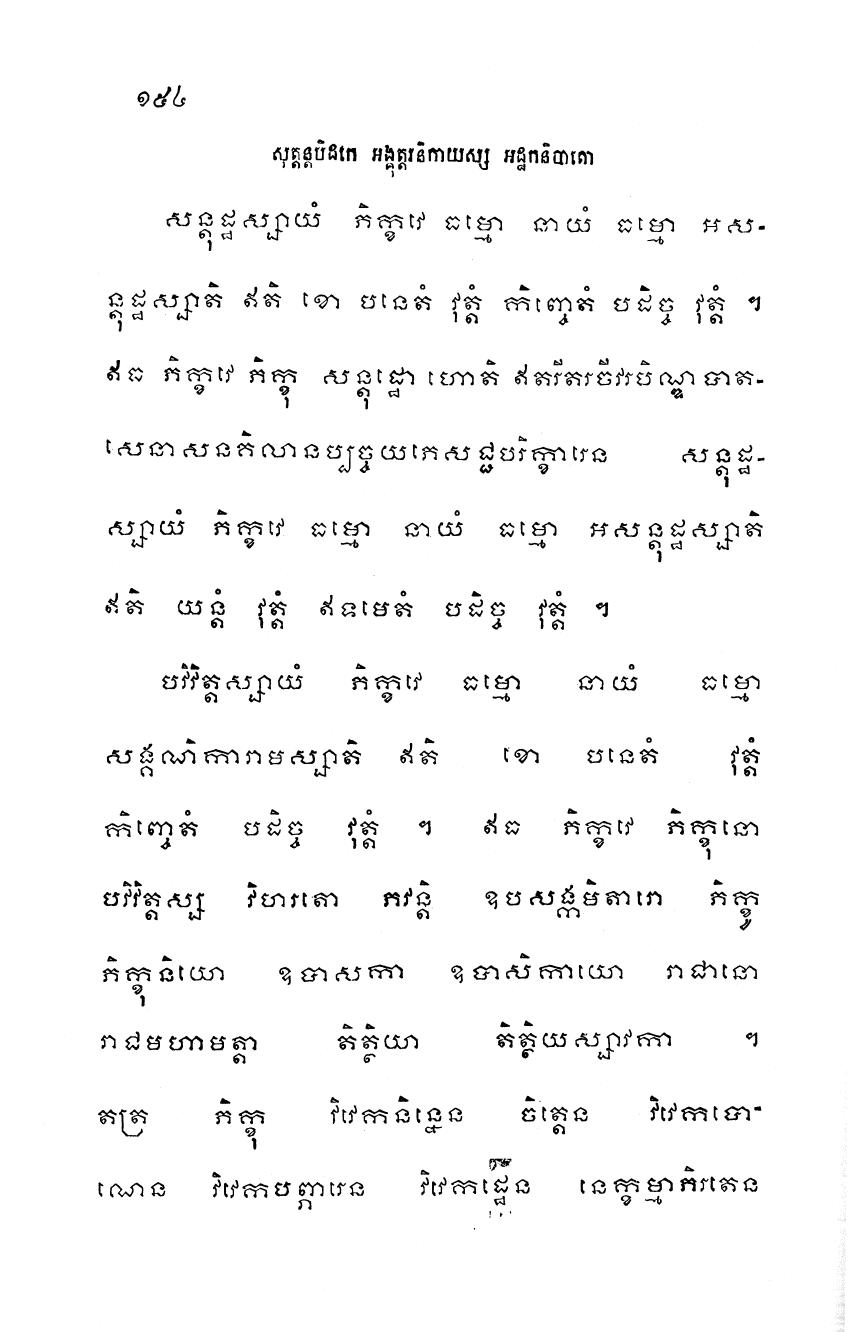 ១៥៤
សុត្តន្តបិដកេ អង្គុត្តរនិកាយស្ស អដ្ឋកនិបាតោ
សន្តុដ្ឋស្សាយំ ភិក្ខវេ ធម្មោ នាយំ ធម្មោ អស-
ន្តុដ្ឋស្សាតិ ឥតិ ខោ បនេតំ វុត្តំ កិញ្ចេតំ បដិច្ច វុត្តំ ។
ឥធ ភិក្ខវេ ភិក្ខុ សន្តុដ្ឋោ ហោតិ ឥតរីតរចីវរបិណ្ឌបាត-
សេនាសនគិលានប្បច្ចយភេសជ្ជបរិក្ខារេន សន្តុដ្ឋ-
ស្សាយំ ភិក្ខវេ ធម្មោ នាយំ ធម្មោ អសន្តុដ្ឋស្សាតិ
ឥតិ យន្តំ វុត្តំ ឥទមេតំ បដិច្ច វុត្តំ ។
បវិវិត្តស្សាយំ ភិក្ខវេ ធម្មោ នាយំ ធម្មោ
សង្គណិការាមស្សាតិ ឥតិ ខោ បនេតំ វុត្តំ
កិញ្ចេតំ បដិច្ច វុត្តំ ។ ឥធ ភិក្ខវេ ភិក្ខុនោ
បវិវិត្តស្ស វិហរតោ ភវន្តិ ឧបសង្កមិតារោ ភិក្ខូ
ភិក្ខុនិយោ ឧបាសកា ឧបាសិកាយោ រាជានោ
រាជមហាមត្តា តិត្ថិយា តិត្ថិយស្សាវកា ។
តត្រ ភិក្ខុ វិវេកនិន្នេន ចិត្តេន វិវេកបោ-
ណេន វិវេកបព្ភារេន វិវេកដ្ឋេន នេក្ខម្មាភិរតេន